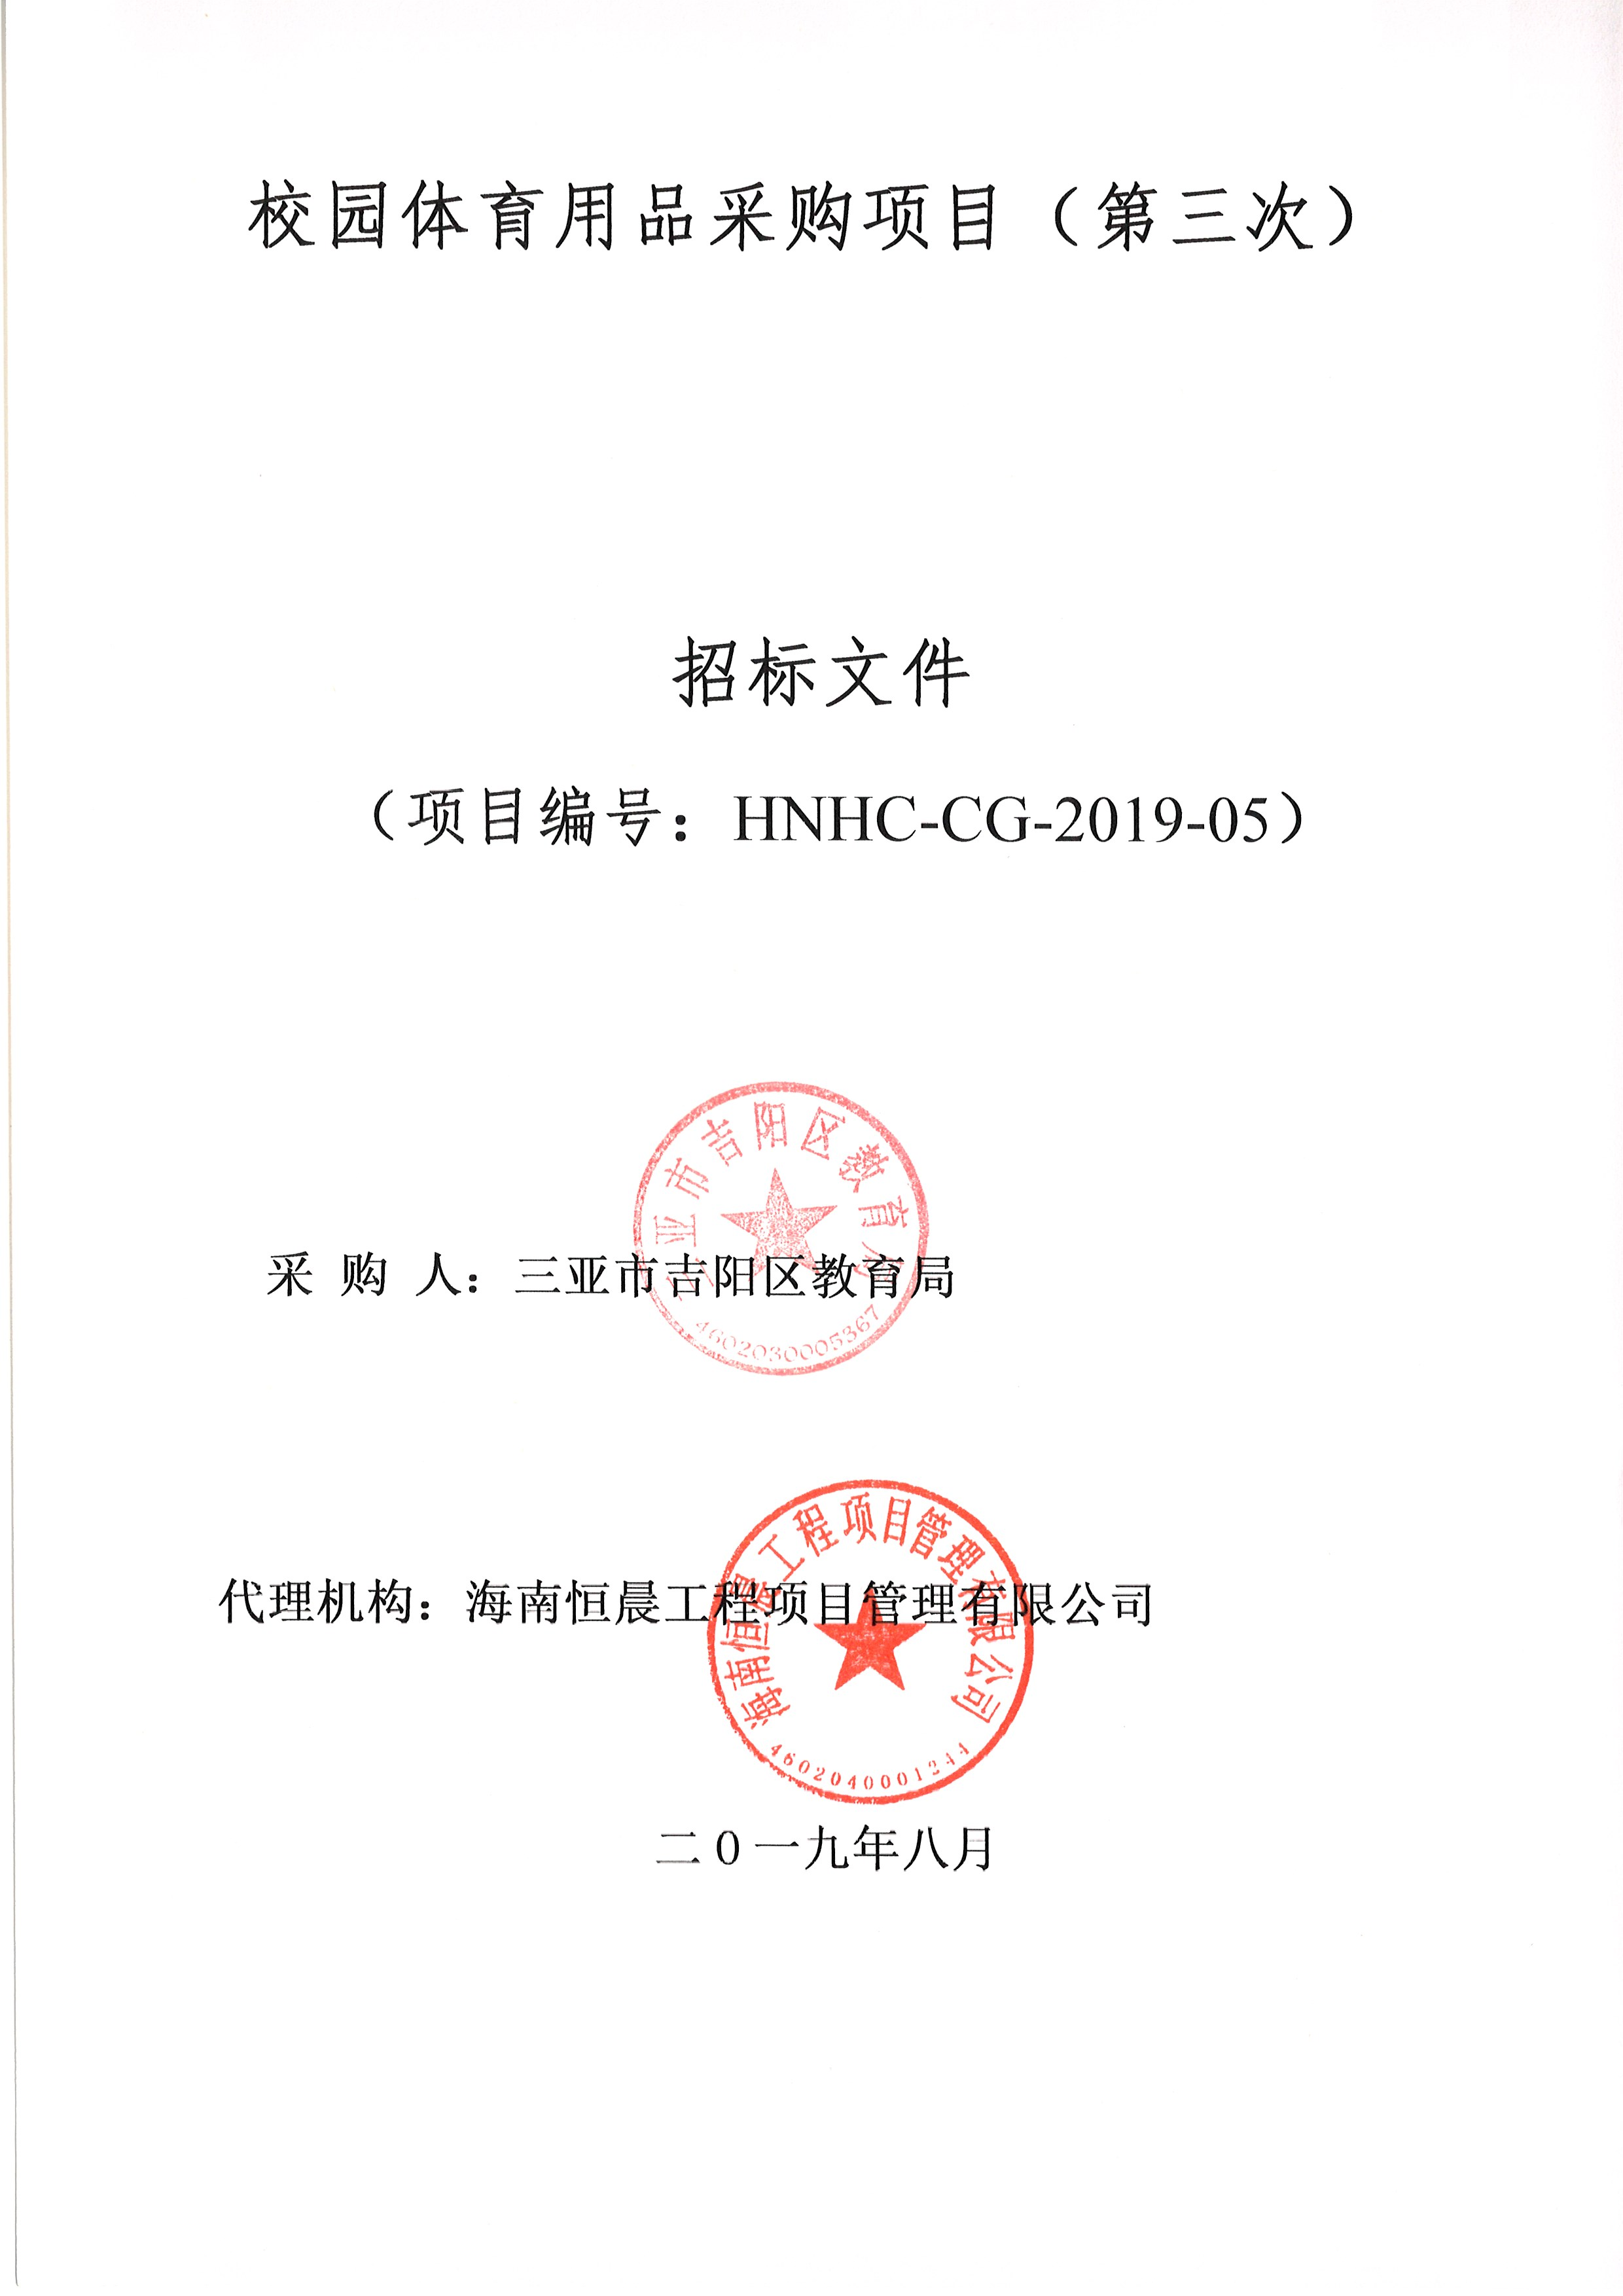 校园体育用品采购项目（第三次）
招标文件
（项目编号：HNHC-CG-2019-05）
三亚市吉阳区教育局
采 购 人：三亚市吉阳区教育局
4602030005367
海南恒晨工程项目管理有限公司
代理机构：海南恒晨工程项目管理有限公司
4602040001244
二0一九年八月